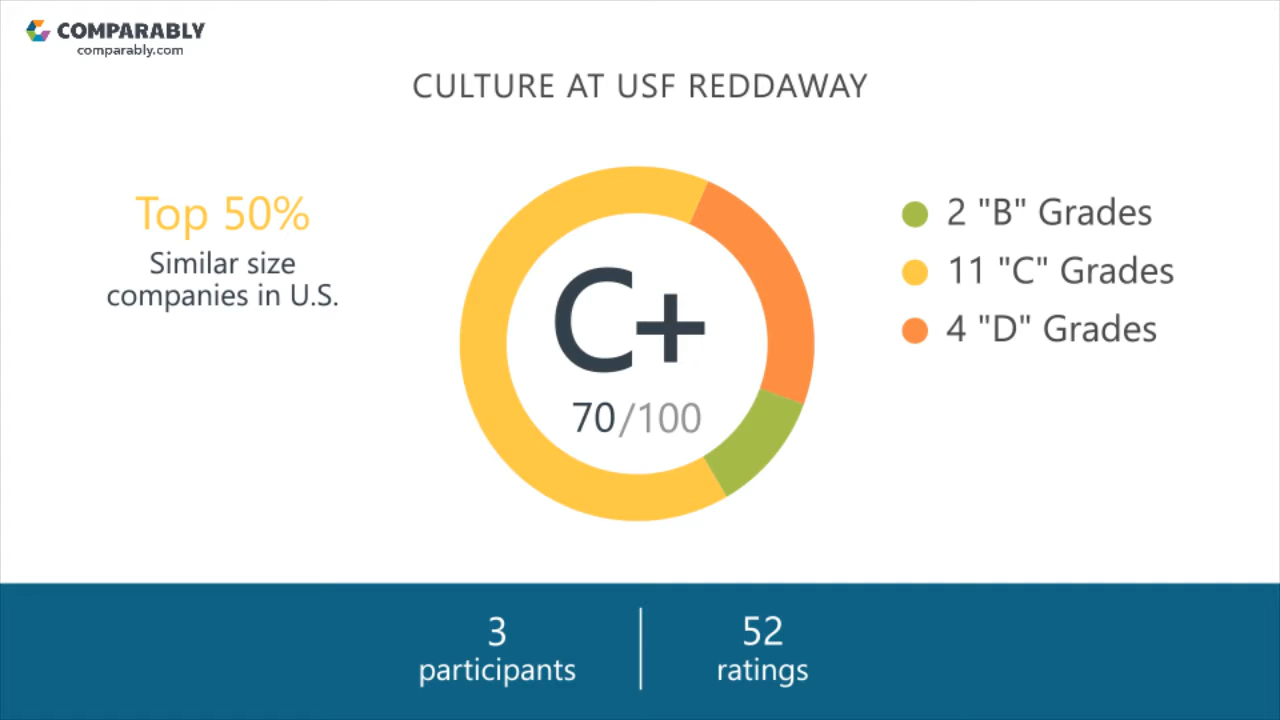 COMPARABLY
comparably.com
CULTURE AT USF REDDAWAY
Top 50%
Similar size
companies in U.S.
C+
70/100
2 "B" Grades
11 "C" Grades
4 "D" Grades
3
participants
52
ratings